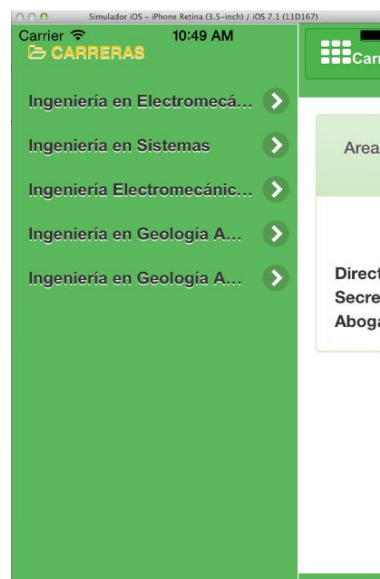 Simulador iOS – iPhone Retina (3.5-inch) / iOS 7.1 (11D167)
Carrier 10:49 AM
CARRERAS
Ingeniería en Electromecá...
Ingeniería en Sistemas
Ingeniería Electromecánic...
Ingeniería en Geología A...
Ingeniería en Geología A...
Carr
Area
Direct
Secre
Aboga